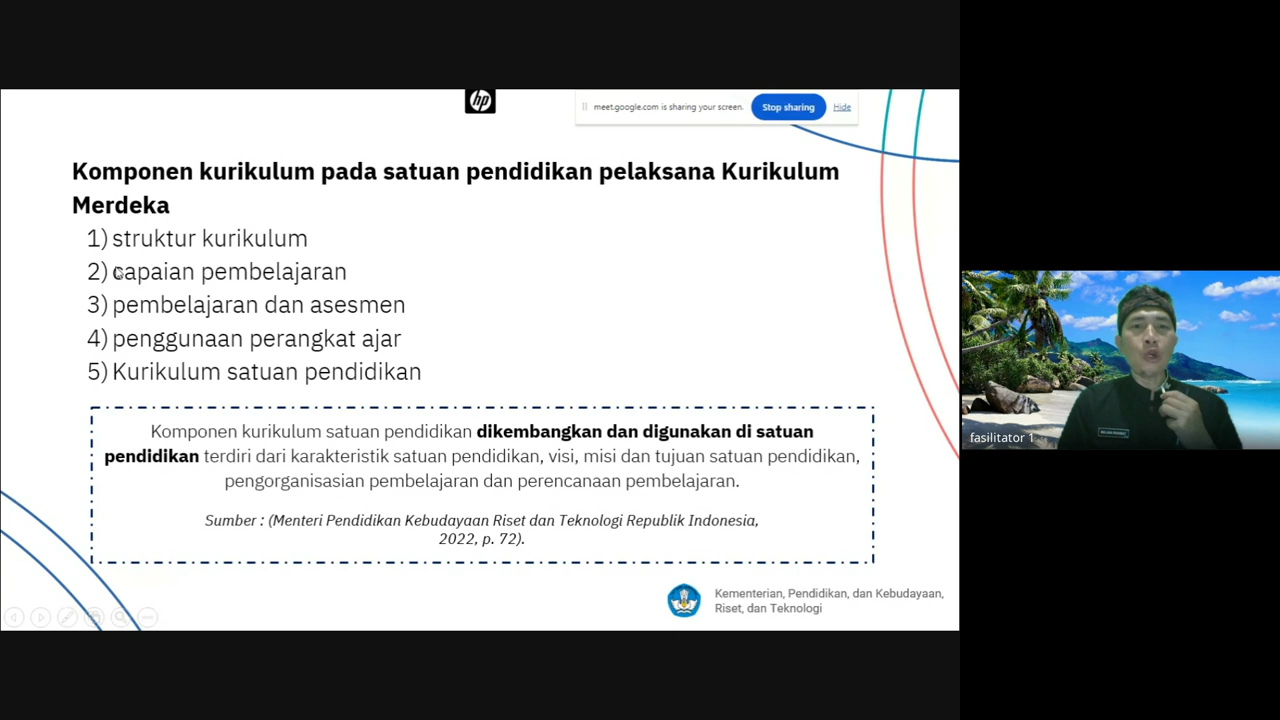 hp
meet.google.com is sharing your screen.
Stop sharing
Hide
Komponen kurikulum pada satuan pendidikan pelaksana Kurikulum
Merdeka
1) struktur kurikulum
2) capaian pembelajaran
3) pembelajaran dan asesmen
4) penggunaan perangkat ajar
5) Kurikulum satuan pendidikan
Komponen kurikulum satuan pendidikan dikembangkan dan digunakan di satuan
pendidikan terdiri dari karakteristik satuan pendidikan, visi, misi dan tujuan satuan pendidikan,
pengorganisasian pembelajaran dan perencanaan pembelajaran.
Sumber : (Menteri Pendidikan Kebudayaan Riset dan Teknologi Republik Indonesia,
2022, p. 72).
Kementerian, Pendidikan, dan Kebudayaan,
Riset, dan Teknologi
fasilitator 1